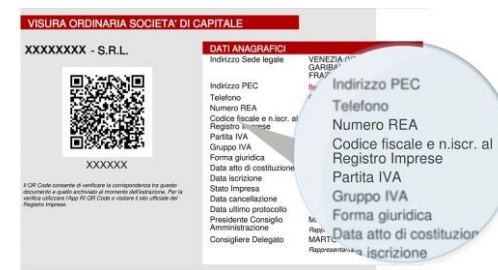 VISURA ORDINARIA SOCIETA' DI CAPITALE
XXXXXXXX - S.R.L.
XXXXXX
Il QR Code consente di verificare la corrispondenza tra questo
documento e quello archiviato al momento dell'estrazione. Per la
verifica utilizzare l'App RI QR Code o visitare il sito ufficiale del
Registro Imprese.
DATI ANAGRAFICI
Indirizzo Sede legale
VENEZIA
Indirizzo PEC
Telefono
Numero REA
Codice fiscale e n.iscr. al
Registro Imprese
Partita IVA
Gruppo IVA
Forma giuridica
Data atto di costituzione
Data iscrizione
Stato Impresa
Data cancellazione
Data ultimo protocollo
Presidente Consiglio
Amministrazione
Consigliere Delegato
Indirizzo PEC
Telefono
Numero REA
Codice fiscale e n.iscr. al
Registro Imprese
Partita IVA
Gruppo IVA
Forma giuridica
Data atto di costituzion
iscrizione